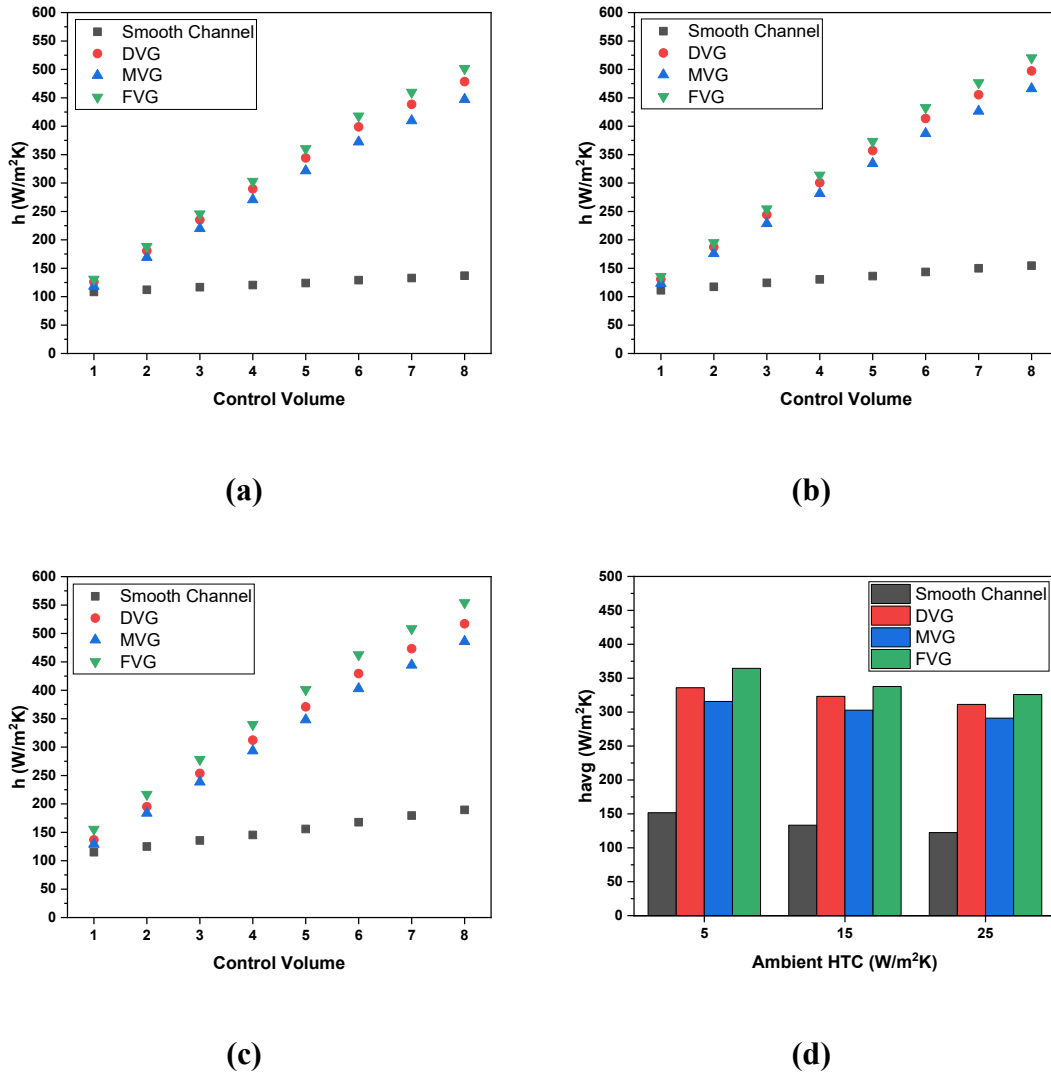 600
550
500
450
400
350
300
250
200
150
100
50
0
h (W/m²K)
Smooth Channel
DVG
MVG
FVG
1 2 3 4 5 6 7 8
Control Volume
(a)
600
550
500
450
400
350
300
250
200
150
100
50
0
h (W/m²K)
Smooth Channel
DVG
MVG
FVG
1 2 3 4 5 6 7 8
Control Volume
(b)
600
550
500
450
400
350
300
250
200
150
100
50
0
h (W/m²K)
Smooth Channel
DVG
MVG
FVG
1 2 3 4 5 6 7 8
Control Volume
(c)
500
450
400
350
300
250
200
150
100
50
0
havg (W/m²K)
Smooth Channel
DVG
MVG
FVG
5 15 25
Ambient HTC (W/m²K)
(d)